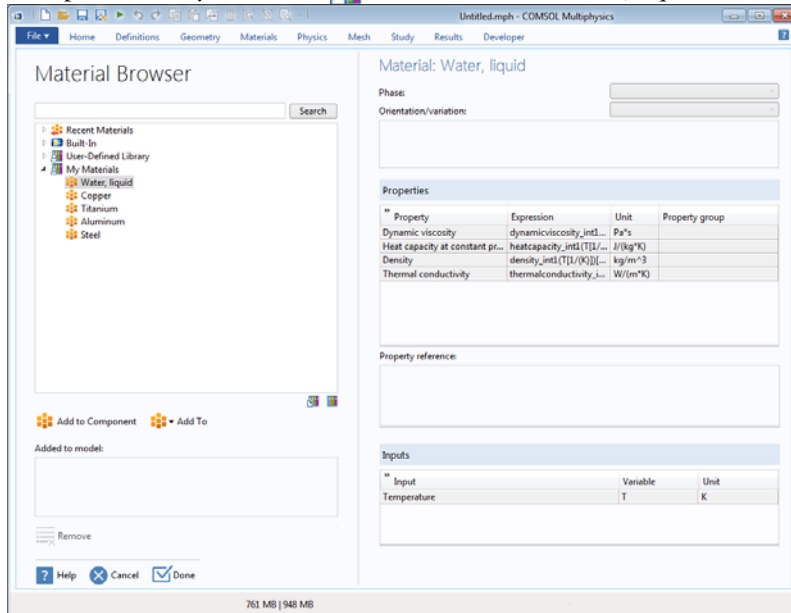 Untitled.mph - COMSOL Multiphysics
File Home Definitions Geometry Materials Physics Mesh Study Results Developer
Material Browser
Search
Recent Materials
Built-In
User-Defined Library
My Materials
Water, liquid
Copper
Titanium
Aluminum
Steel
Add to Component Add To
Added to model:
Remove
Help Cancel Done
Material: Water, liquid
Phase:
Orientation/variation:
Properties
Property Expression Unit Property group
Dynamic viscosity dynamicviscosity_int1... Pa*s
Heat capacity at constant pr... heatcapacity_int1(T[1/... J/(kg*K)
Density density_int1(T[1/(K)])[... kg/m^3
Thermal conductivity thermalconductivity_i... W/(m*K)
Property reference:
Inputs
Input Variable Unit
Temperature T K
761 MB | 948 MB